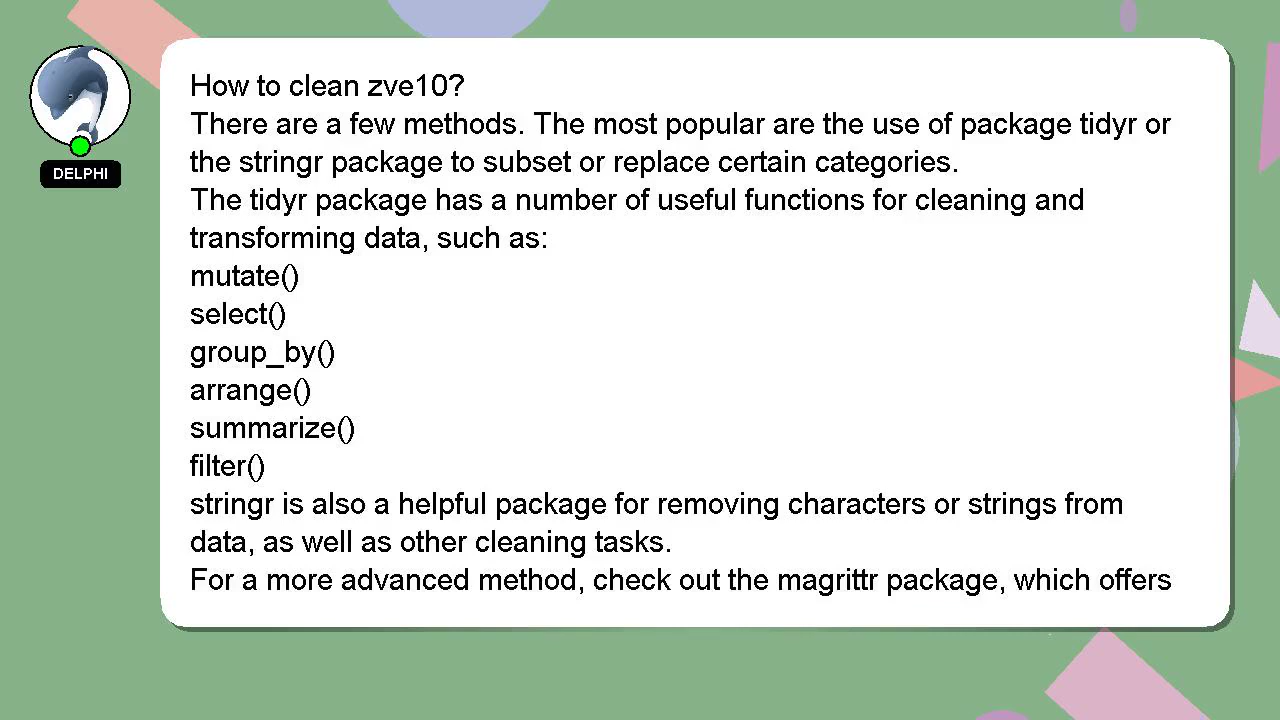 DELPHI
How to clean zve10?
There are a few methods. The most popular are the use of package tidyr or
the stringr package to subset or replace certain categories.
The tidyr package has a number of useful functions for cleaning and
transforming data, such as:
mutate()
select()
group_by()
arrange()
summarize()
filter()
stringr is also a helpful package for removing characters or strings from
data, as well as other cleaning tasks.
For a more advanced method, check out the magrittr package, which offers